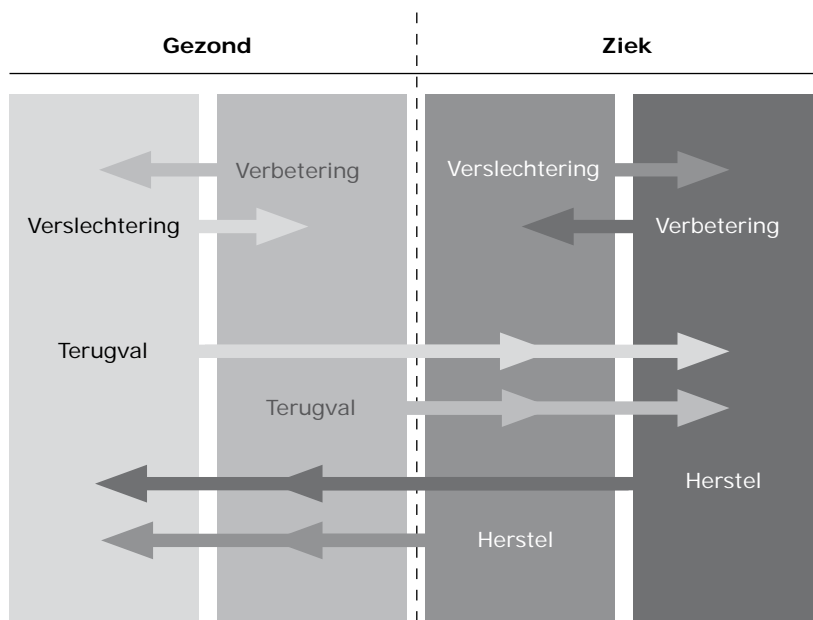 Gezond
Ziek
Verbetering
Verslechtering
Verslechtering
Verbetering
Terugval
Terugval
Herstel
Herstel